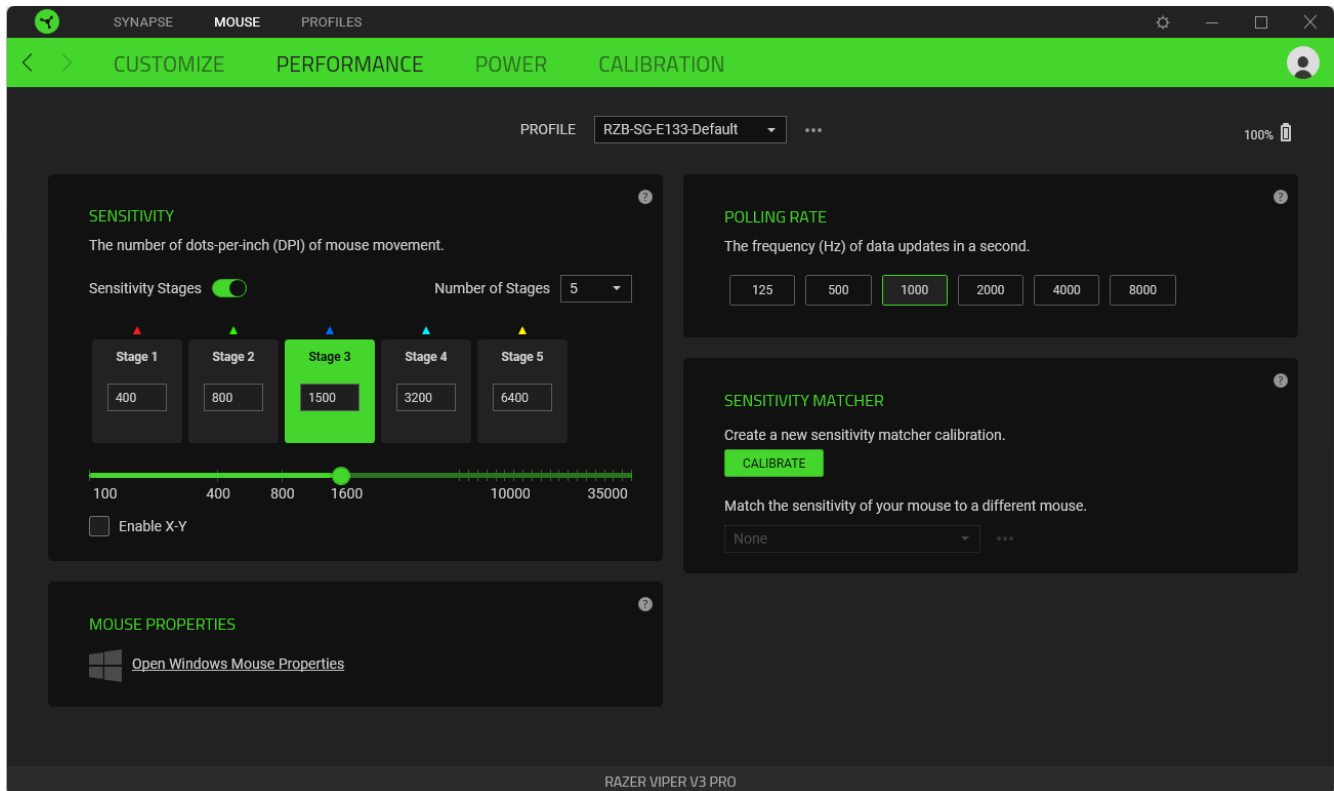 SYNAPSE MOUSE PROFILES
CUSTOMIZE PERFORMANCE POWER CALIBRATION
PROFILE RZB-SG-E133-Default
100%
SENSITIVITY
The number of dots-per-inch (DPI) of mouse movement.
Sensitivity Stages Number of Stages 5
Stage 1 Stage 2 Stage 3 Stage 4 Stage 5
400 800 1500 3200 6400
100 400 800 1600 10000 35000
Enable X-Y
MOUSE PROPERTIES
Open Windows Mouse Properties
POLLING RATE
The frequency (Hz) of data updates in a second.
125 500 1000 2000 4000 8000
SENSITIVITY MATCHER
Create a new sensitivity matcher calibration.
CALIBRATE
Match the sensitivity of your mouse to a different mouse.
None
RAZER VIPER V3 PRO